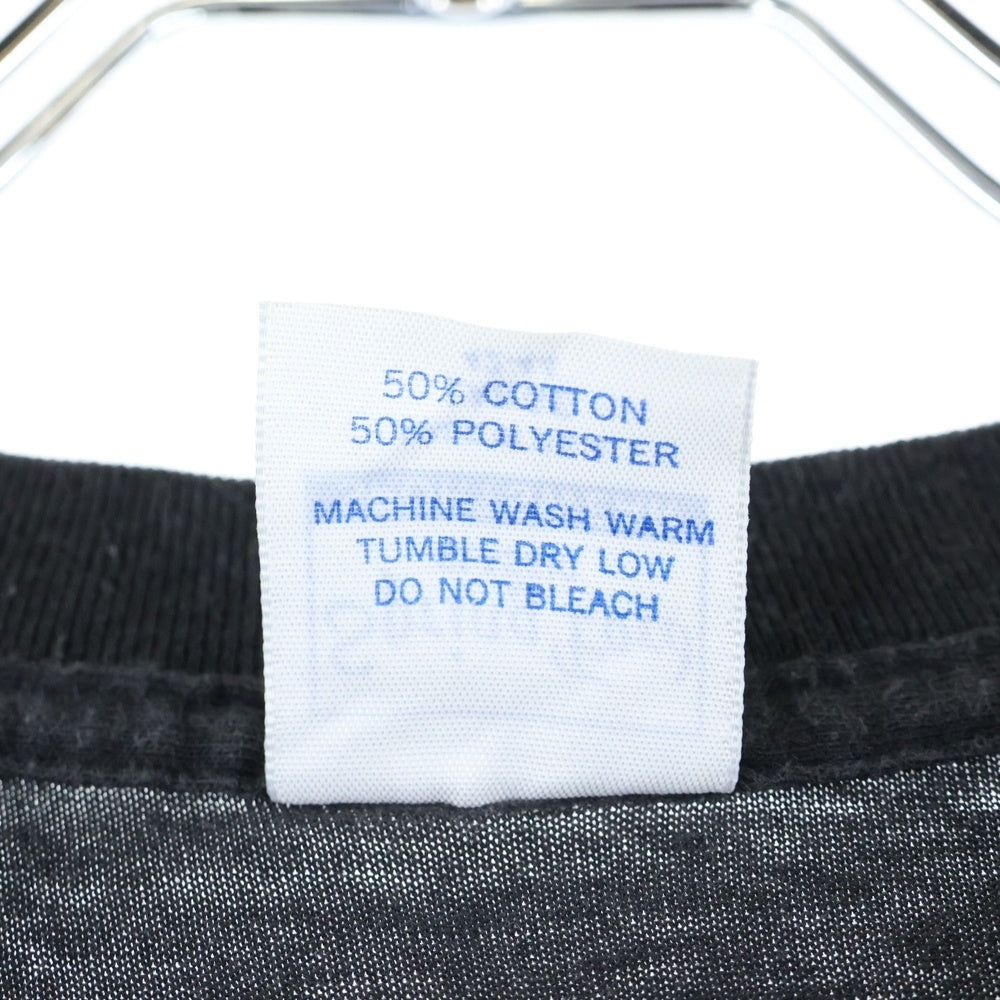 50% COTTON
50% POLYESTER
MACHINE WASH WARM
TUMBLE DRY LOW
DO NOT BLEACH